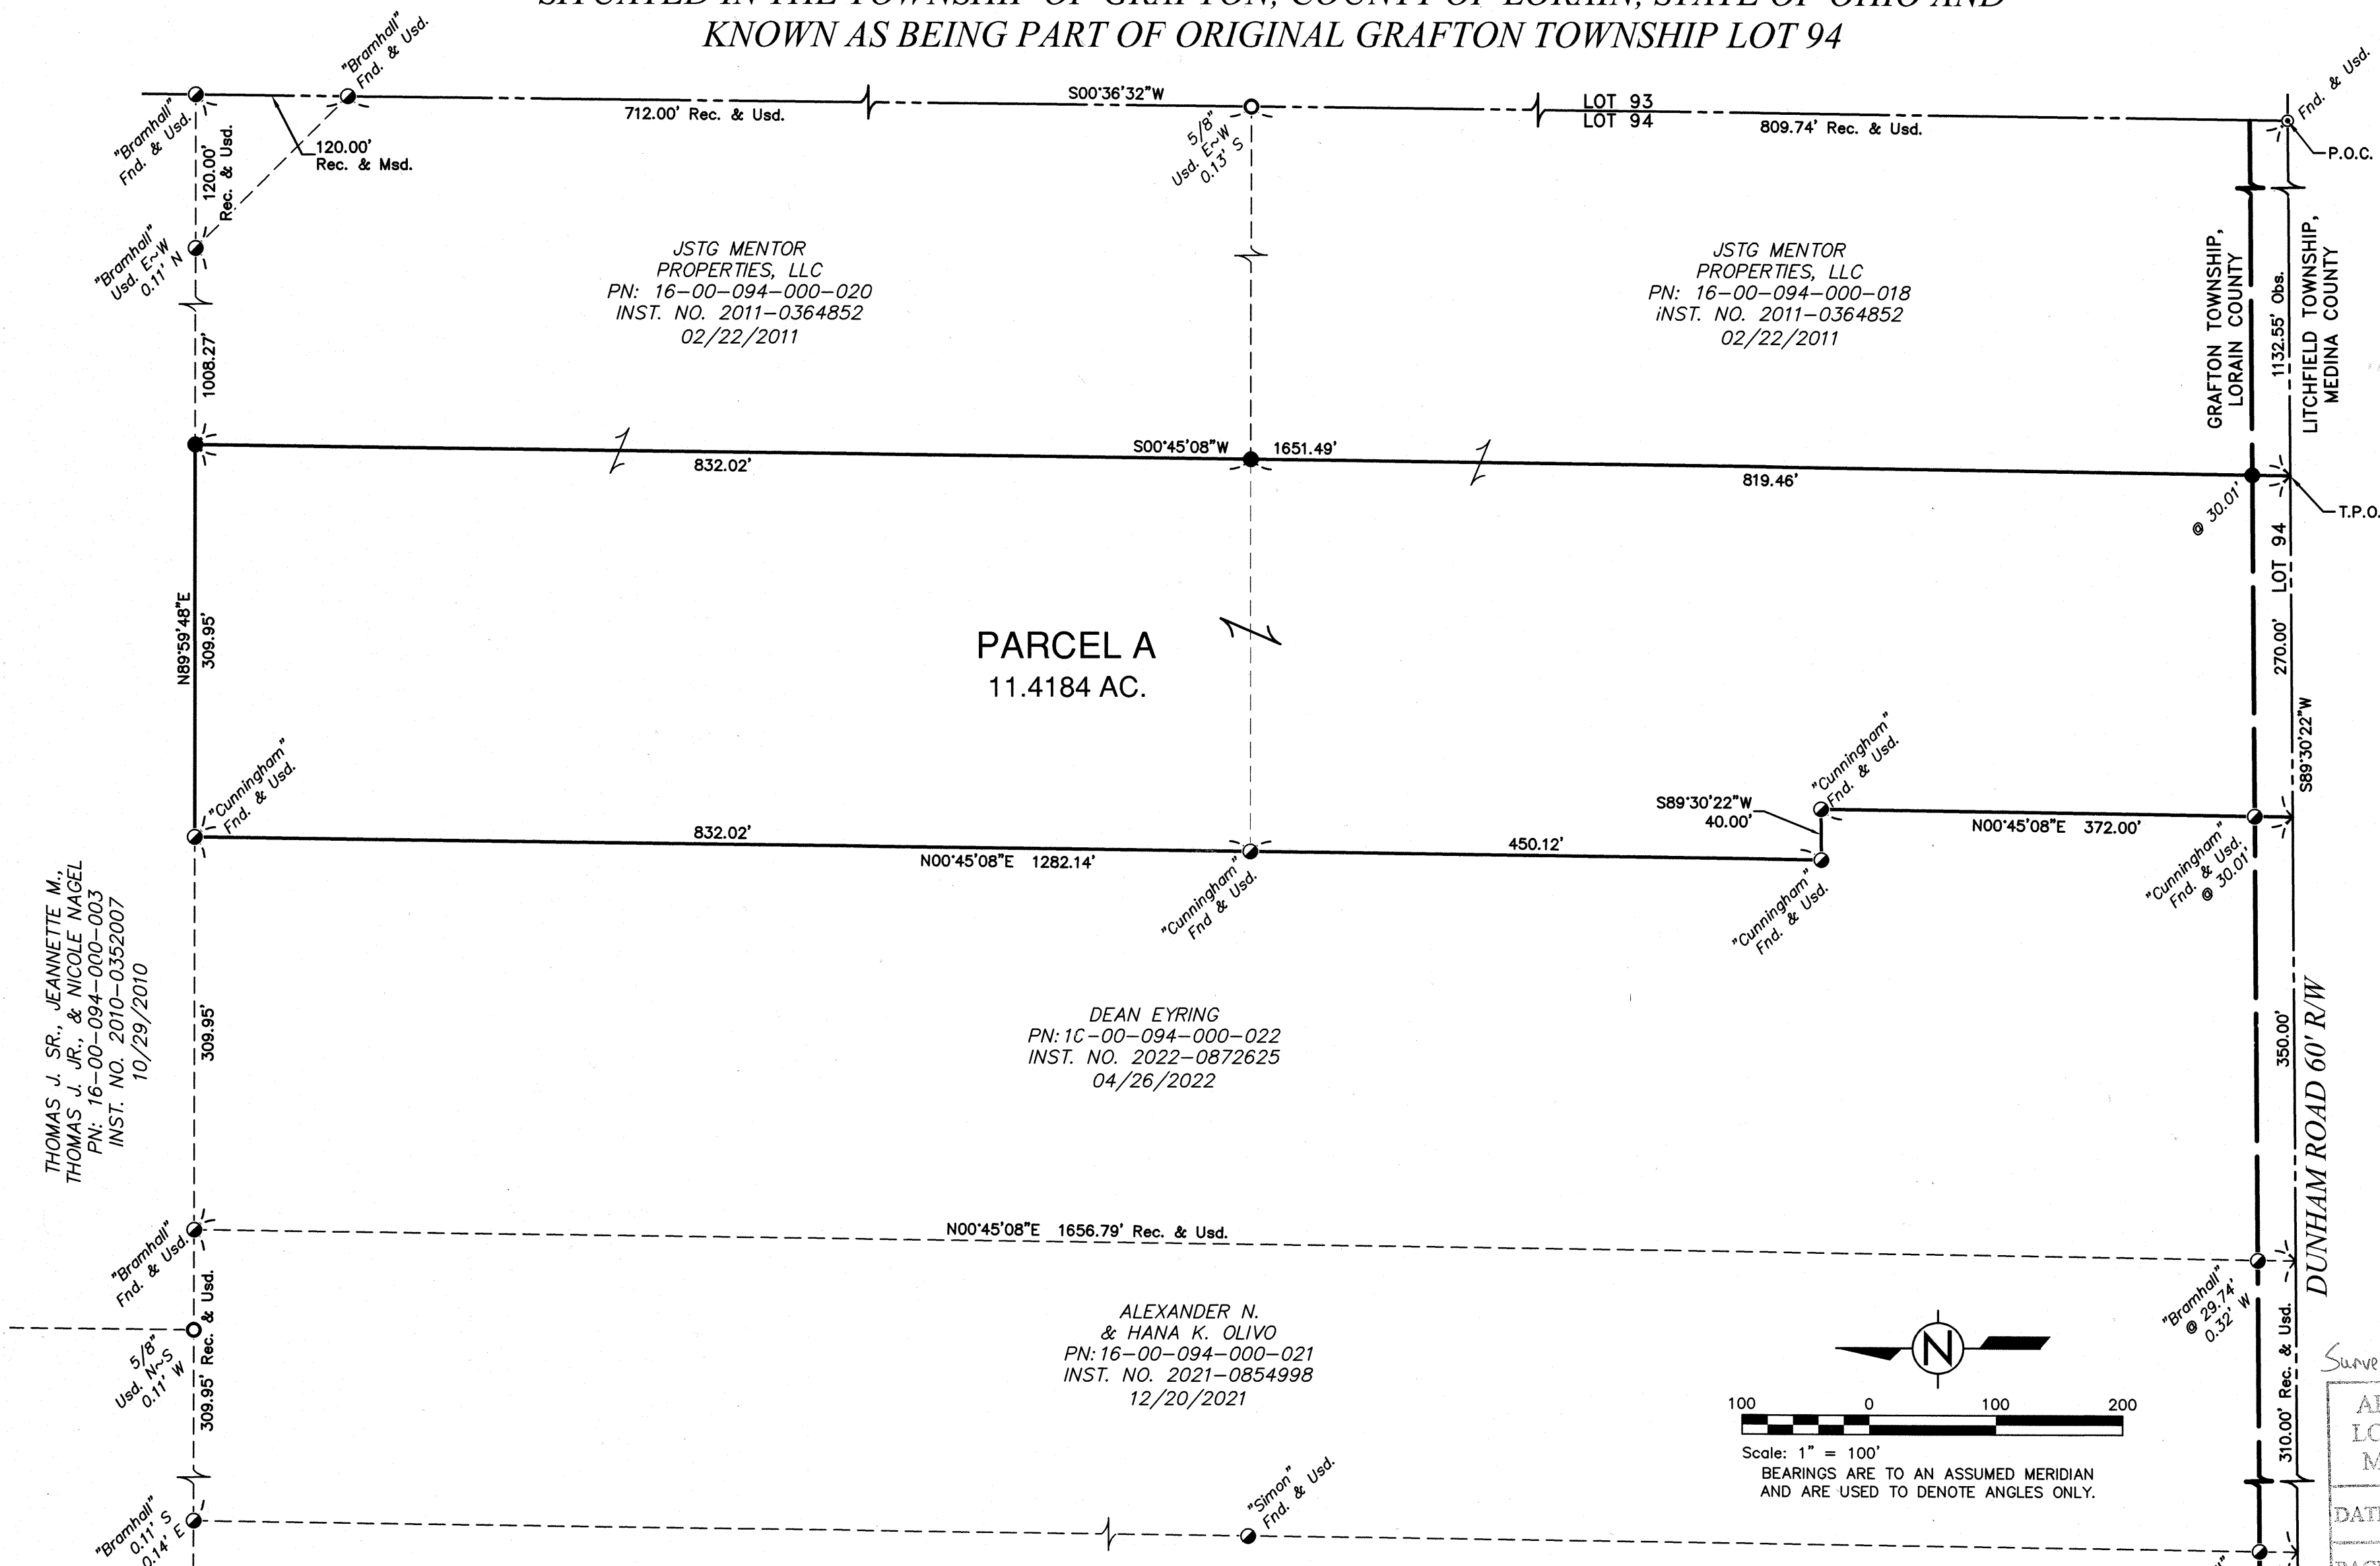 KNOWN AS BEING PART OF ORIGINAL GRAFTON TOWNSHIP LOT 94
"Bramhall"
Fnd. & Usd.
"Bramhall"
Fnd. & Usd.
120.00'
Rec. & Usd.
120.00'
Rec. & Msd.
712.00' Rec. & Usd.
S00°36'32"W
5/8"
Usd. E~W
0.13' S
LOT 93
LOT 94
809.74' Rec. & Usd.
Fnd. & Usd.
P.O.C.
"Bramhall"
Usd. E~W
0.11' N
1008.27'
JSTG MENTOR
PROPERTIES, LLC
PN: 16-00-094-000-020
INST. NO. 2011-0364852
02/22/2011
JSTG MENTOR
PROPERTIES, LLC
PN: 16-00-094-000-018
iNST. NO. 2011-0364852
02/22/2011
GRAFTON TOWNSHIP,
LORAIN COUNTY
1132.55' Obs.
LITCHFIELD TOWNSHIP,
MEDINA COUNTY
832.02'
S00°45'08"W
1651.49'
819.46'
@ 30.01'
T.P.O.
LOT 94
270.00'
S89°30'22"W
N89°59'48"E
309.95'
PARCEL A
11.4184 AC.
"Cunningham"
Fnd. & Usd.
832.02'
N00°45'08"E 1282.14'
"Cunningham"
Fnd & Usd.
450.12'
S89°30'22"W
40.00'
"Cunningham"
Fnd. & Usd.
"Cunningham"
Fnd. & Usd.
N00°45'08"E 372.00'
"Cunningham"
Fnd. & Usd.
@ 30.01'
THOMAS J. SR., JEANNETTE M.,
THOMAS J. JR., & NICOLE NAGEL
PN: 16-00-094-000-003
INST. NO. 2010-0352007
10/29/2010
309.95'
DEAN EYRING
PN:1C-00-094-000-022
INST. NO. 2022-0872625
04/26/2022
350.00'
DUNHAM ROAD 60' R/W
"Bramhall"
Fnd. & Usd.
N00°45'08"E 1656.79' Rec. & Usd.
"Bramhall"
@ 29.74'
0.32' W
5/8"
Usd. N~S
0.11' W
309.95' Rec. & Usd.
ALEXANDER N.
& HANA K. OLIVO
PN:16-00-094-000-021
INST. NO. 2021-0854998
12/20/2021
N
100 0 100 200
Scale: 1" = 100'
BEARINGS ARE TO AN ASSUMED MERIDIAN
AND ARE USED TO DENOTE ANGLES ONLY.
310.00' Rec. & Usd.
"Bramhall"
0.11' S
0.14' E
"Simon"
Fnd. & Usd.